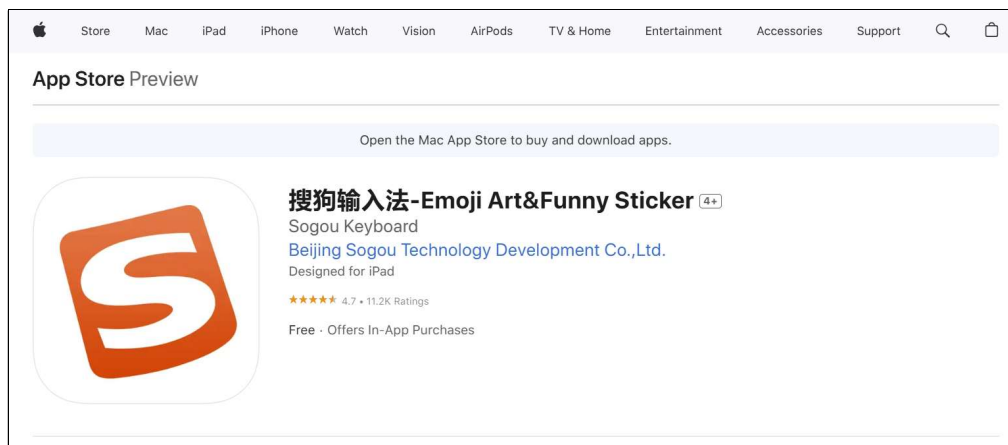 Store Mac iPad iPhone Watch Vision AirPods TV & Home Entertainment Accessories Support
App Store Preview
Open the Mac App Store to buy and download apps.
搜狗输入法-Emoji Art&Funny Sticker 4+
Sogou Keyboard
Beijing Sogou Technology Development Co.,Ltd.
Designed for iPad
★★★★★ 4.7 • 11.2K Ratings
Free · Offers In-App Purchases
S